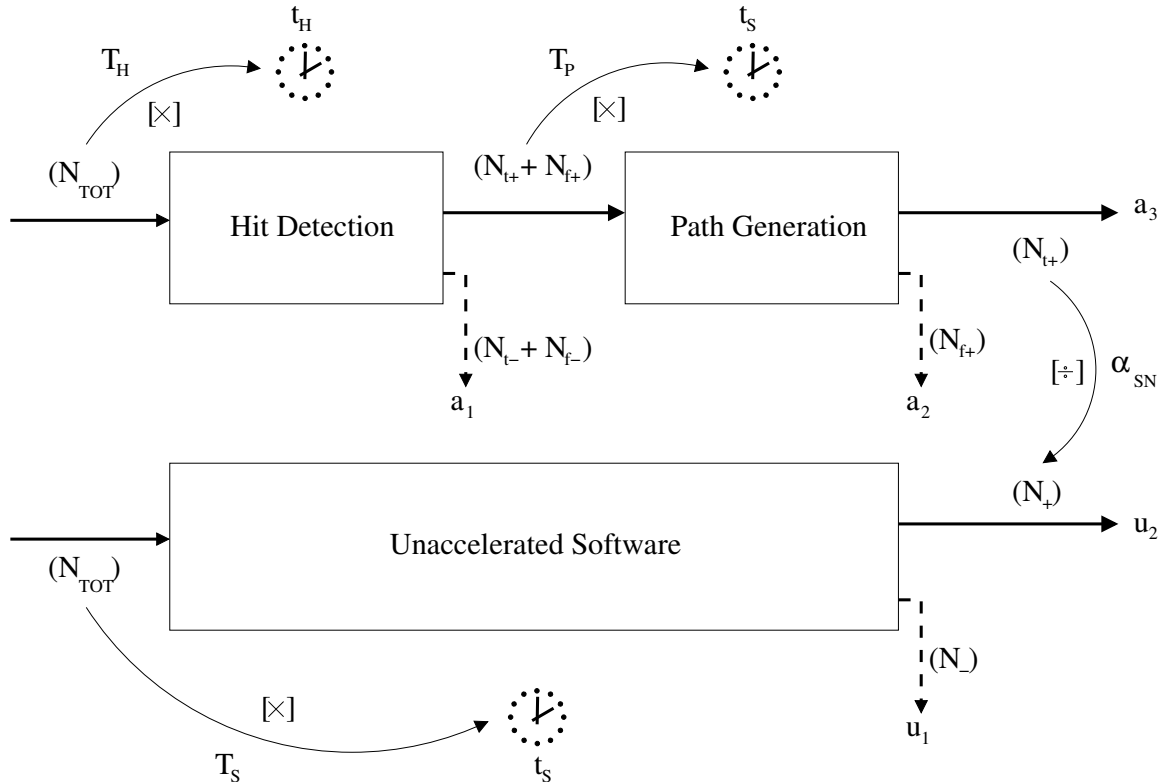 t_H
t_S
T_H
T_P
[×]
[×]
(N_TOT)
(N_t+ + N_f+)
Hit Detection
Path Generation
a_3
(N_t+)
(N_t− + N_f−)
(N_f+)
[÷]
α_SN
a_1
a_2
(N_+)
Unaccelerated Software
u_2
(N_TOT)
(N_−)
[×]
u_1
T_S
t_S